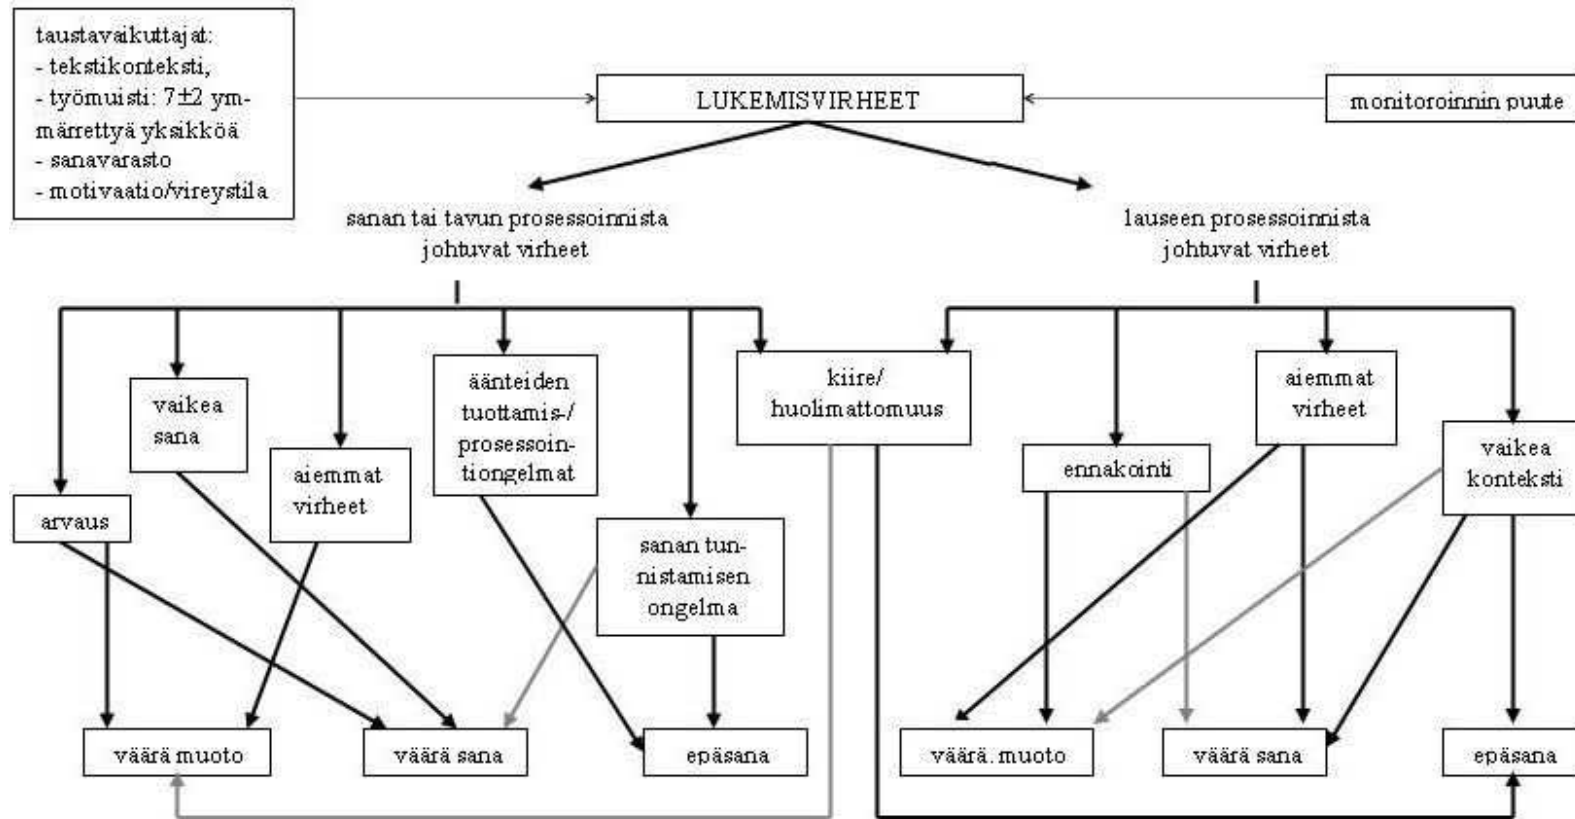 taustavaikuttajat:
- tekstikonteksti,
- työmuisti: 7±2 ym-
märrettyä yksikköä
- sanavarasto
- motivaatio/vireystila
LUKEMISVIRHEET
monitoroinnin puute
sanan tai tavun prosessoinnista
johtuvat virheet
lauseen prosessoinnista
johtuvat virheet
arvaus
vaikea
sana
aiemmat
virheet
äänteiden
tuottamis-/
prosessoin-
tiongelmat
sanan tun-
nistamisen
ongelma
kiire/
huolimattomuus
ennakointi
aiemmat
virheet
vaikea
konteksti
väärä muoto
väärä sana
epäsana
väärä. muoto
väärä sana
epäsana